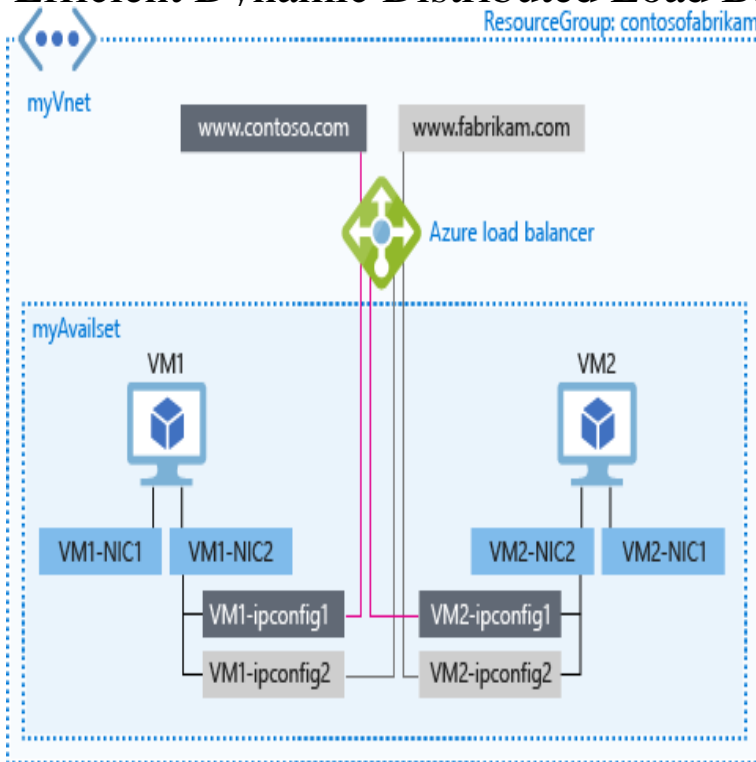 ResourceGroup: contosofabrikam
myVnet
www.contoso.com
www.fabrikam.com
Azure load balancer
myAvailset
VM1
VM2
VM1-NIC1
VM1-NIC2
VM2-NIC2
VM2-NIC1
VM1-ipconfig1
VM2-ipconfig1
VM1-ipconfig2
VM2-ipconfig2